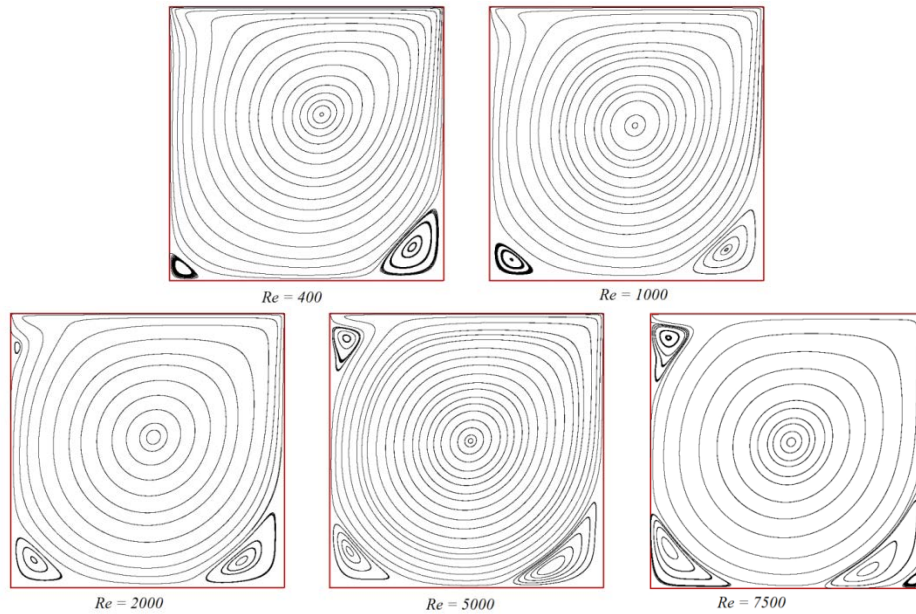 Re = 400
Re = 1000
Re = 2000
Re = 5000
Re = 7500